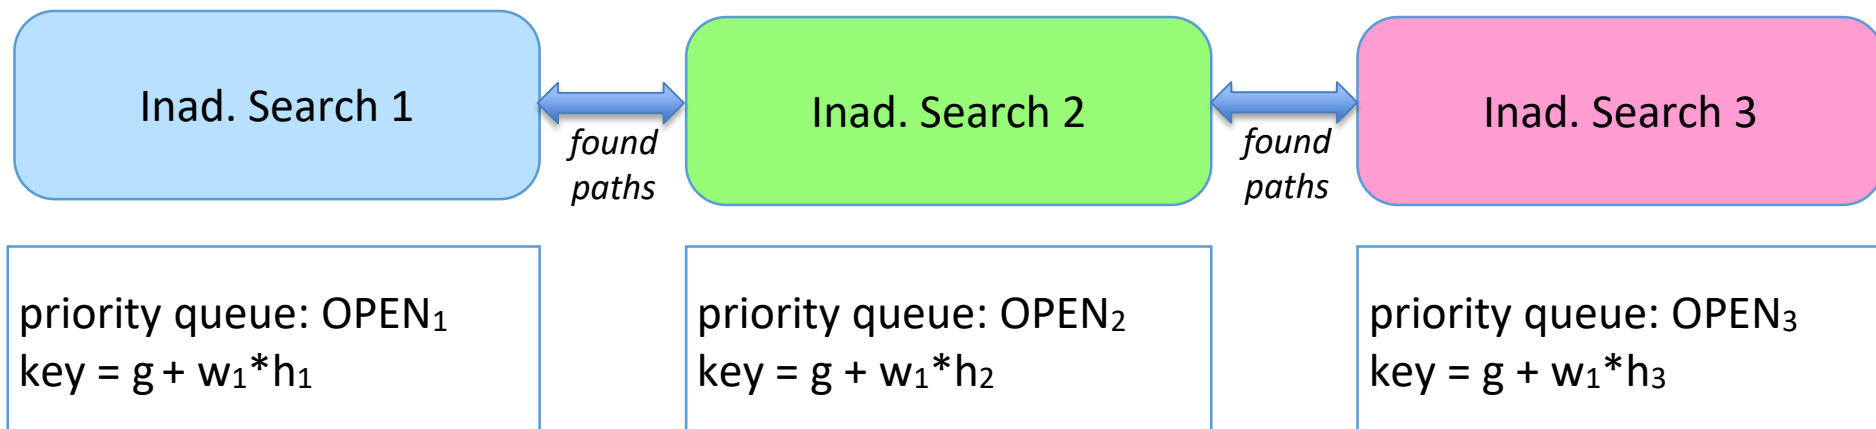 Inad. Search 1
found
paths
Inad. Search 2
found
paths
Inad. Search 3
priority queue: OPEN₁
key = g + w₁*h₁
priority queue: OPEN₂
key = g + w₁*h₂
priority queue: OPEN₃
key = g + w₁*h₃